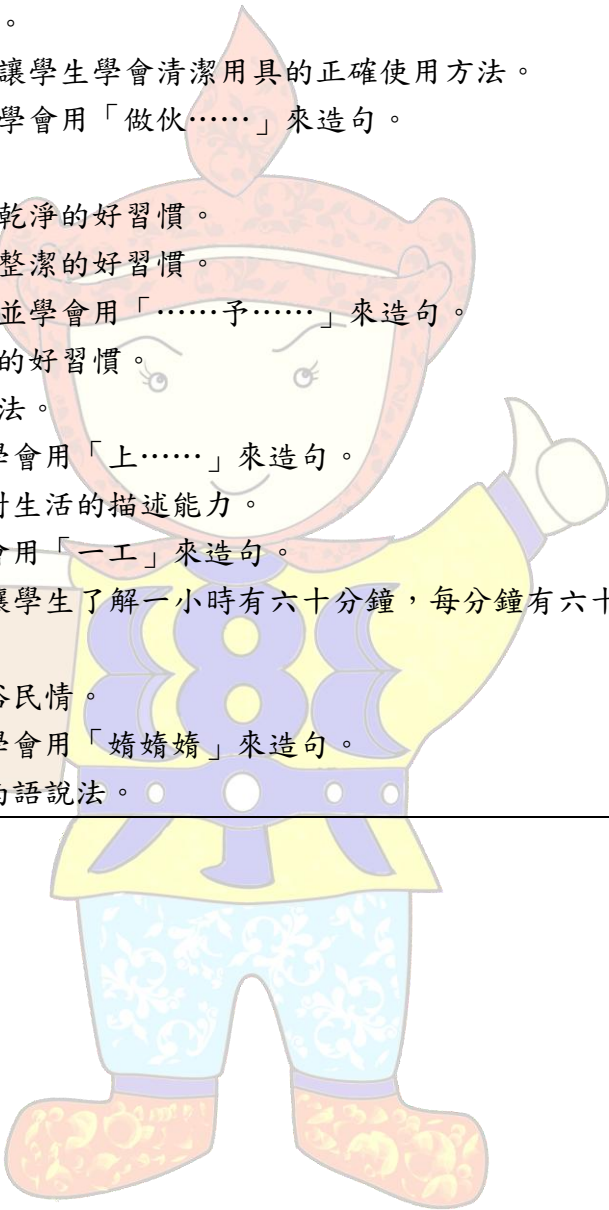 。
讓學生學會清潔用具的正確使用方法。
學會用「做伙……」來造句。
乾淨的好習慣。
整潔的好習慣。
並學會用「……予……」來造句。
的好習慣。
法。
學會用「上……」來造句。
對生活的描述能力。
會用「一工」來造句。
讓學生了解一小時有六十分鐘，每分鐘有六十
俗民情。
學會用「媠媠媠」來造句。
南語說法。